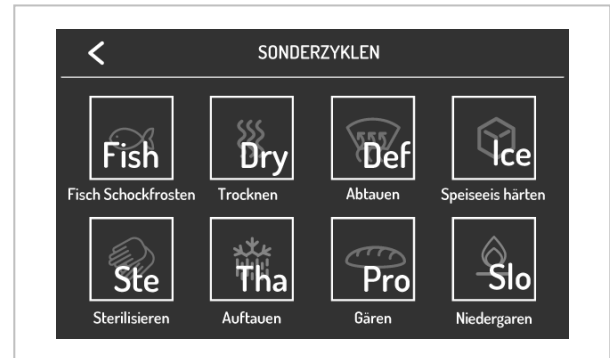 SONDERZYKLEN
Fish Dry Def Ice
Fisch Schockfrosten Trocknen Abtauen Speiseeis härten
Ste Tha Pro Slo
Sterilisieren Auftauen Gären Niedergaren